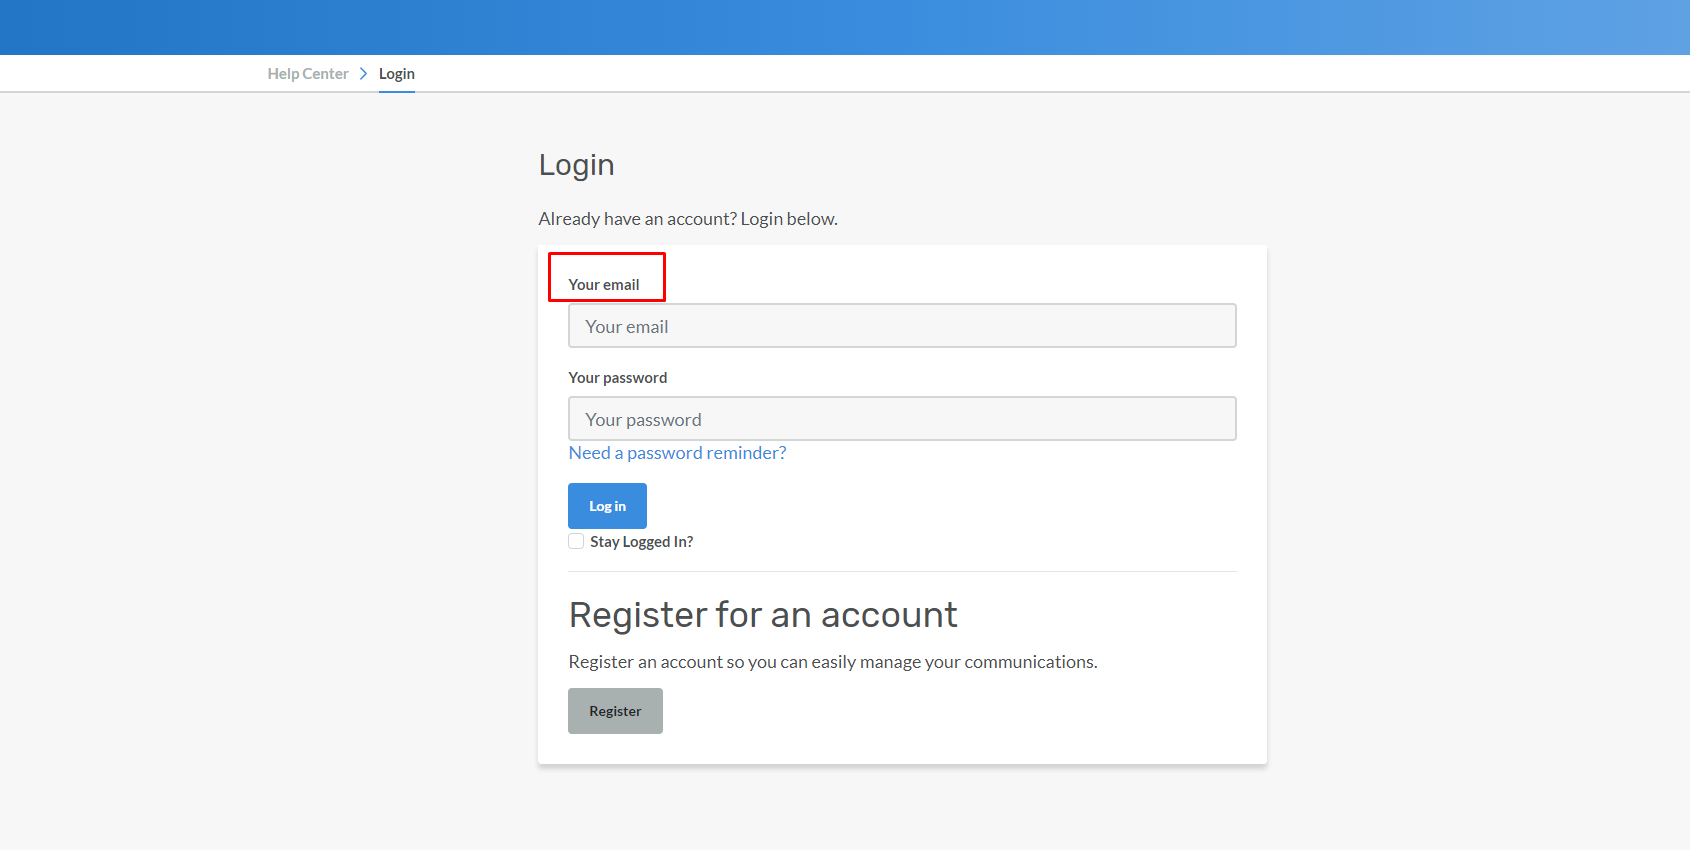 Help Center > Login
Login
Already have an account? Login below.
Your email
Your email
Your password
Your password
Need a password reminder?
Log in
Stay Logged In?
Register for an account
Register an account so you can easily manage your communications.
Register